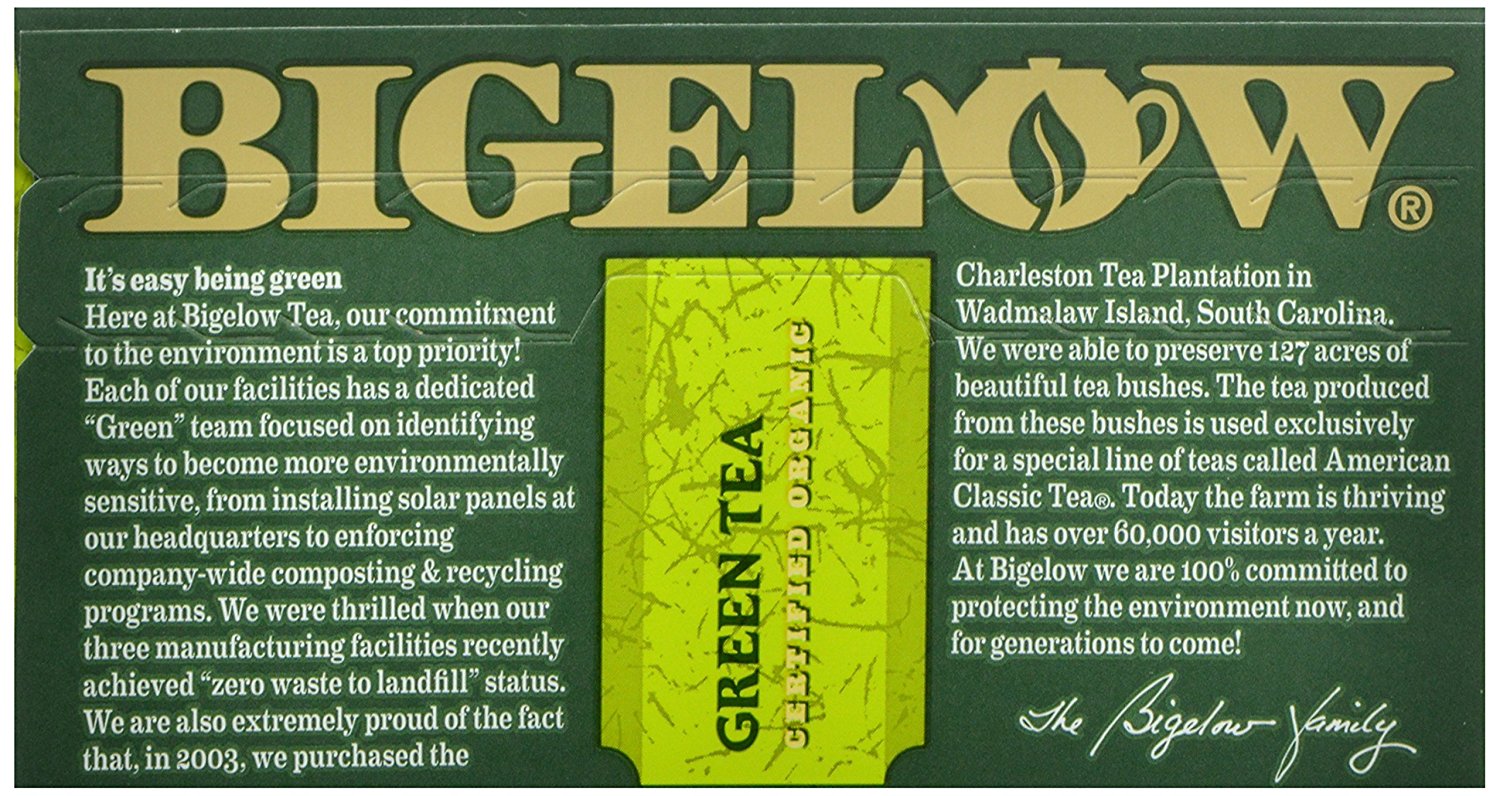 BIGELOW®
It's easy being green
Here at Bigelow Tea, our commitment
to the environment is a top priority!
Each of our facilities has a dedicated
“Green” team focused on identifying
ways to become more environmentally
sensitive, from installing solar panels at
our headquarters to enforcing
company-wide composting & recycling
programs. We were thrilled when our
three manufacturing facilities recently
achieved “zero waste to landfill” status.
We are also extremely proud of the fact
that, in 2003, we purchased the
GREEN TEA
CERTIFIED ORGANIC
Charleston Tea Plantation in
Wadmalaw Island, South Carolina.
We were able to preserve 127 acres of
beautiful tea bushes. The tea produced
from these bushes is used exclusively
for a special line of teas called American
Classic Tea®. Today the farm is thriving
and has over 60,000 visitors a year.
At Bigelow we are 100% committed to
protecting the environment now, and
for generations to come!
The Bigelow Family